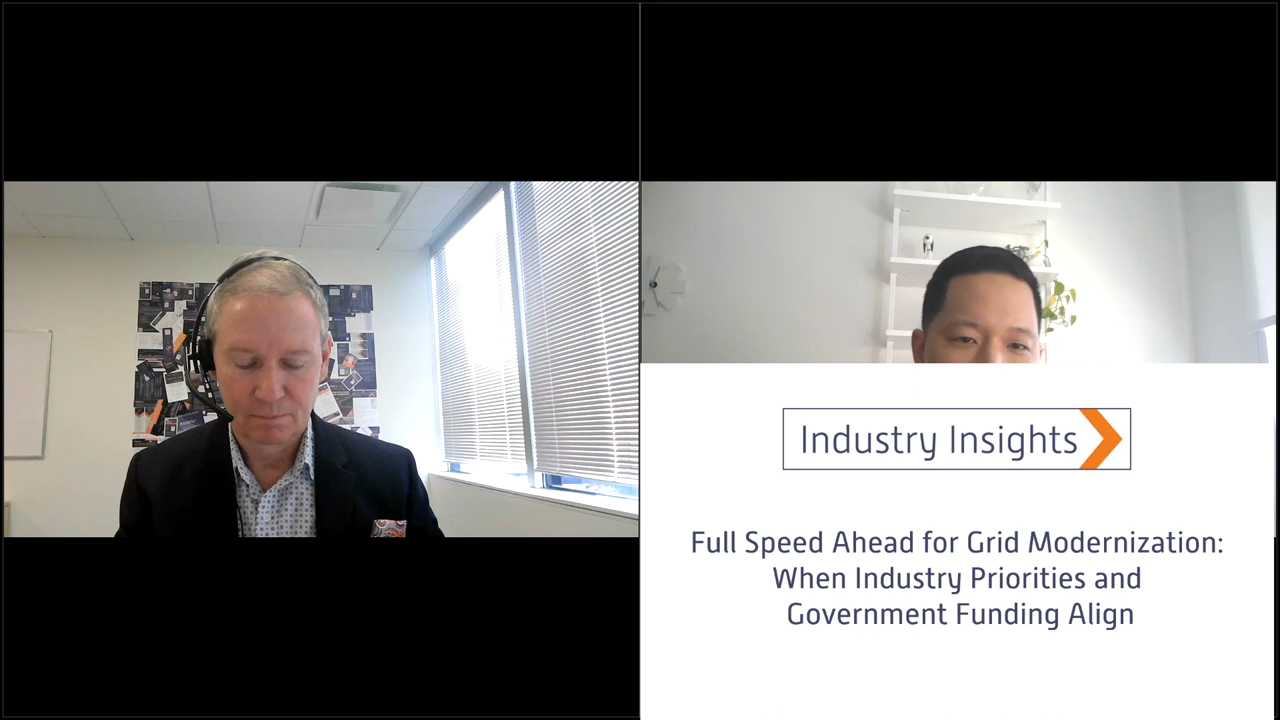 Industry Insights
Full Speed Ahead for Grid Modernization:
When Industry Priorities and
Government Funding Align